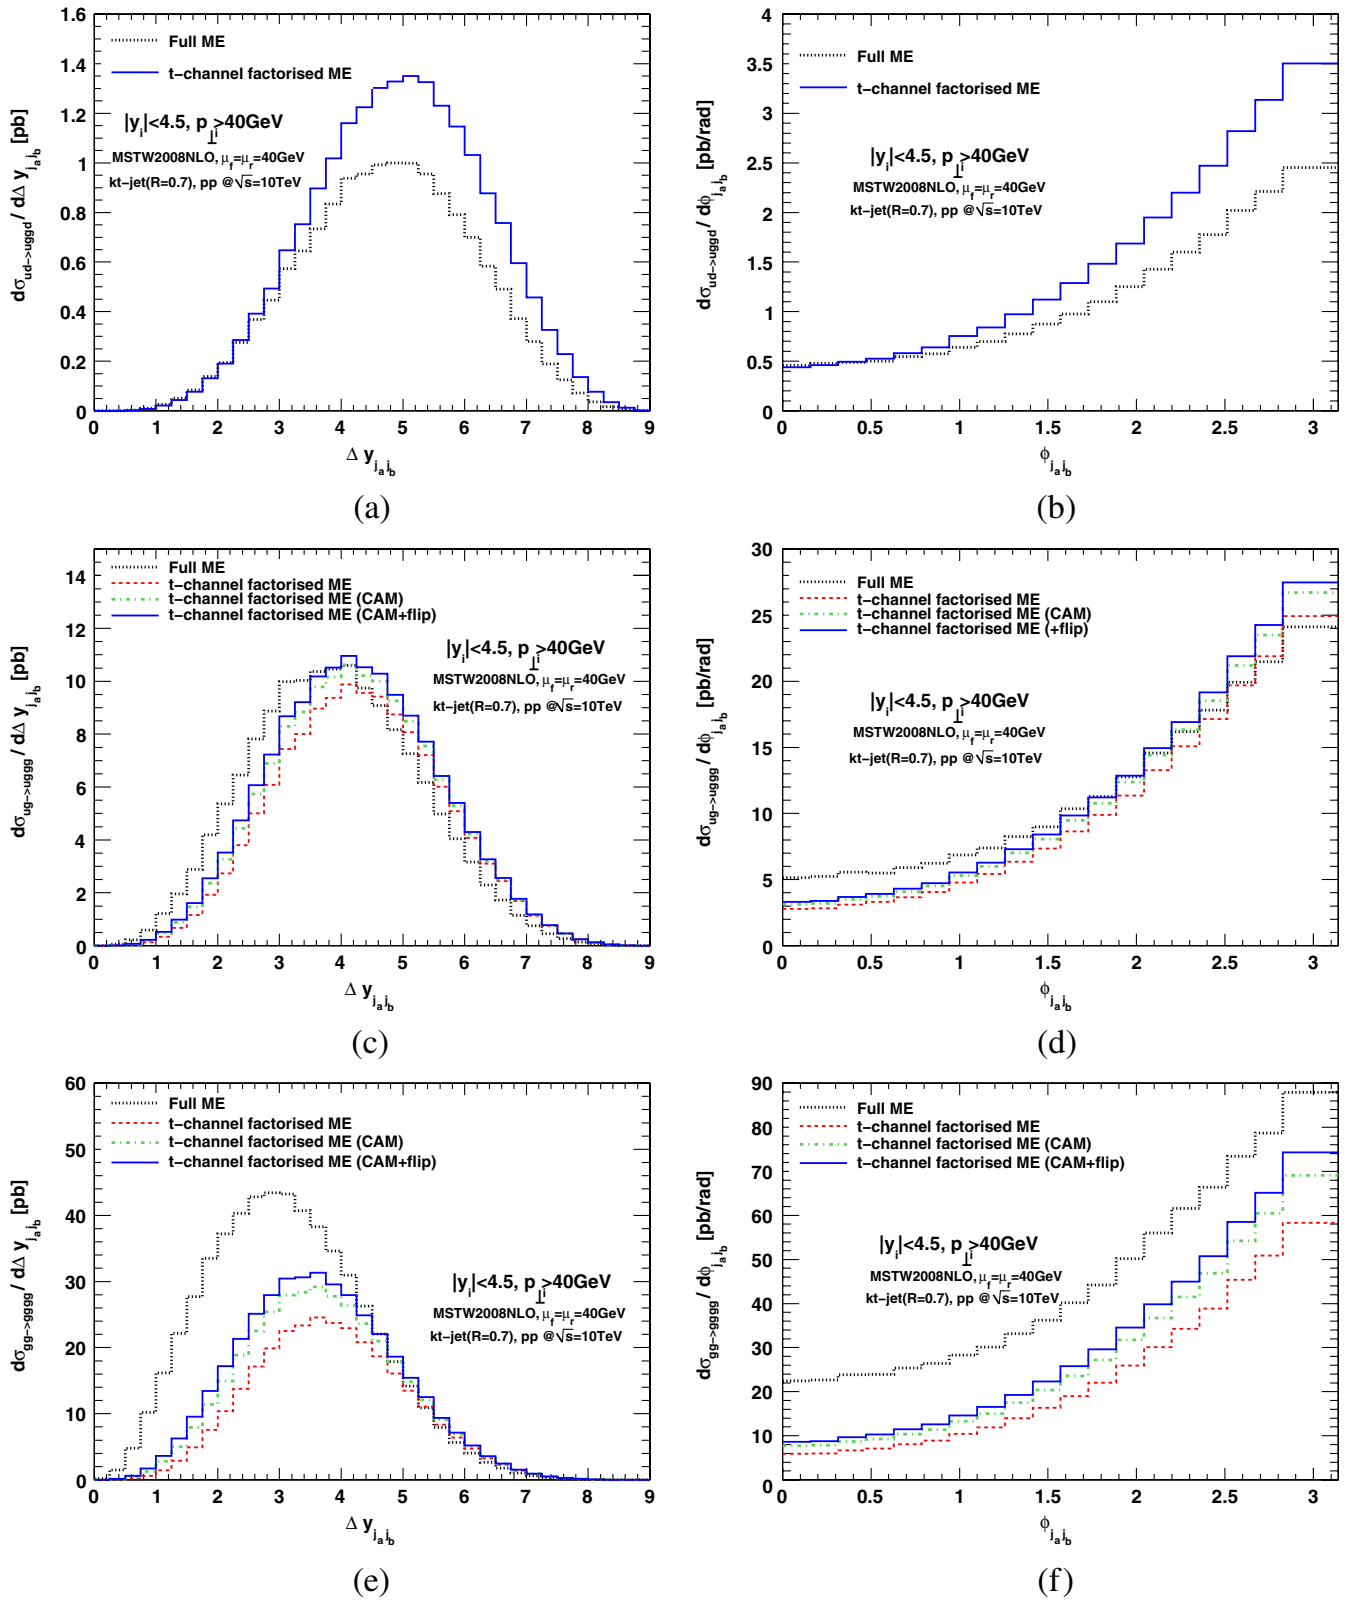 dσ_ud->uggd / dΔ y_j_a j_b [pb]
1.6
1.4
1.2
1
0.8
0.6
0.4
0.2
0
Full ME
t-channel factorised ME
|y_i|<4.5, p_⊥i>40GeV
MSTW2008NLO, μ_f=μ_r=40GeV
kt-jet(R=0.7), pp @√s=10TeV
0 1 2 3 4 5 6 7 8 9
Δ y_j_a j_b
(a)
dσ_ud->uggd / dϕ_j_a j_b [pb/rad]
4
3.5
3
2.5
2
1.5
1
0.5
0
Full ME
t-channel factorised ME
|y_i|<4.5, p_⊥i>40GeV
MSTW2008NLO, μ_f=μ_r=40GeV
kt-jet(R=0.7), pp @√s=10TeV
0 0.5 1 1.5 2 2.5 3
ϕ_j_a j_b
(b)
dσ_ug->uggg / dΔ y_j_a j_b [pb]
14
12
10
8
6
4
2
0
Full ME
t-channel factorised ME
t-channel factorised ME (CAM)
t-channel factorised ME (CAM+flip)
|y_i|<4.5, p_⊥i>40GeV
MSTW2008NLO, μ_f=μ_r=40GeV
kt-jet(R=0.7), pp @√s=10TeV
0 1 2 3 4 5 6 7 8 9
Δ y_j_a j_b
(c)
dσ_ug->uggg / dϕ_j_a j_b [pb/rad]
30
25
20
15
10
5
0
Full ME
t-channel factorised ME
t-channel factorised ME (CAM)
t-channel factorised ME (+flip)
|y_i|<4.5, p_⊥i>40GeV
MSTW2008NLO, μ_f=μ_r=40GeV
kt-jet(R=0.7), pp @√s=10TeV
0 0.5 1 1.5 2 2.5 3
ϕ_j_a j_b
(d)
dσ_gg->gggg / dΔ y_j_a j_b [pb]
60
50
40
30
20
10
0
Full ME
t-channel factorised ME
t-channel factorised ME (CAM)
t-channel factorised ME (CAM+flip)
|y_i|<4.5, p_⊥i>40GeV
MSTW2008NLO, μ_f=μ_r=40GeV
kt-jet(R=0.7), pp @√s=10TeV
0 1 2 3 4 5 6 7 8 9
Δ y_j_a j_b
(e)
dσ_gg->gggg / dϕ_j_a j_b [pb/rad]
90
80
70
60
50
40
30
20
10
0
Full ME
t-channel factorised ME
t-channel factorised ME (CAM)
t-channel factorised ME (CAM+flip)
|y_i|<4.5, p_⊥i>40GeV
MSTW2008NLO, μ_f=μ_r=40GeV
kt-jet(R=0.7), pp @√s=10TeV
0 0.5 1 1.5 2 2.5 3
ϕ_j_a j_b
(f)